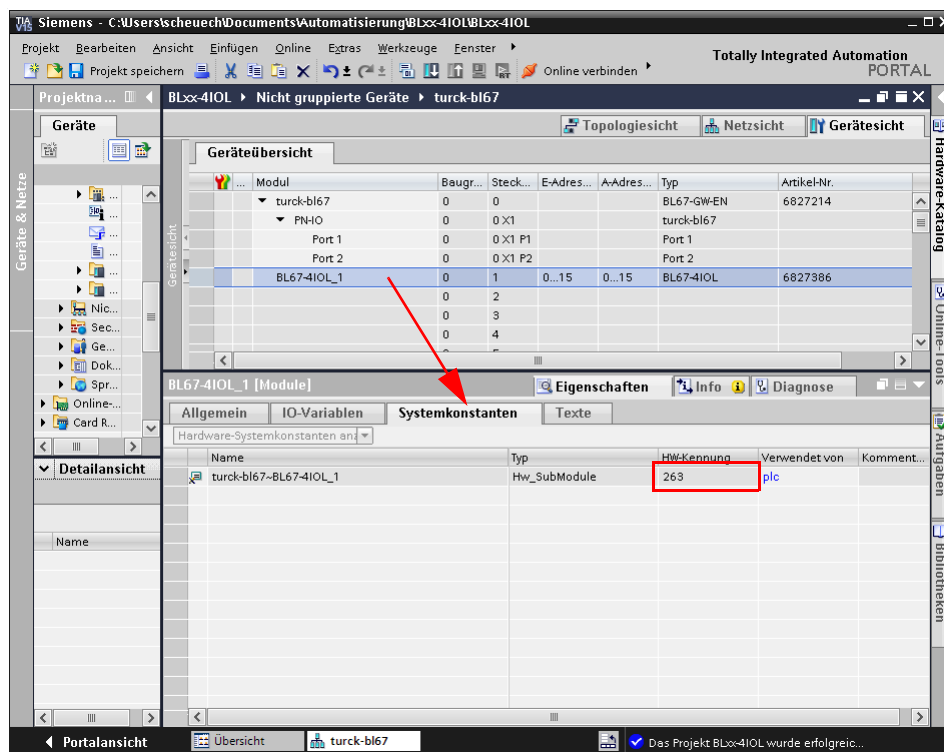 Siemens - C:\Users\scheuech\Documents\Automatisierung\BLxx-4IOL\BLxx-4IOL
Projekt Bearbeiten Ansicht Einfügen Online Extras Werkzeuge Fenster
Totally Integrated Automation
PORTAL
Projekt speichern
Online verbinden
Projektna...
BLxx-4IOL Nicht gruppierte Geräte turck-bl67
Geräte
Topologiesicht Netzsicht Gerätesicht
Geräteübersicht
... Modul Baugr... Steck... E-Adres... A-Adres... Typ Artikel-Nr.
turck-bl67 0 0 BL67-GW-EN 6827214
PN-IO 0 0 X1 turck-bl67
Port 1 0 0 X1 P1 Port 1
Port 2 0 0 X1 P2 Port 2
BL67-4IOL_1 0 1 0...15 0...15 BL67-4IOL 6827386
0 2
0 3
0 4
...
...
...
...
...
...
Nic...
Sec...
Ge...
Dok...
Spr...
Online-...
Card R...
Detailansicht
Name
Geräte & Netze
Gerätesicht
BL67-4IOL_1 [Module]
Eigenschaften Info Diagnose
Allgemein IO-Variablen Systemkonstanten Texte
Hardware-Systemkonstanten anz
Name Typ HW-Kennung Verwendet von Komment...
turck-bl67~BL67-4IOL_1 Hw_SubModule 263 plc
Hardware-Katalog
Online-Tools
Aufgaben
Bibliotheken
Portalansicht
Übersicht
turck-bl67
Das Projekt BLxx-4IOL wurde erfolgreic...